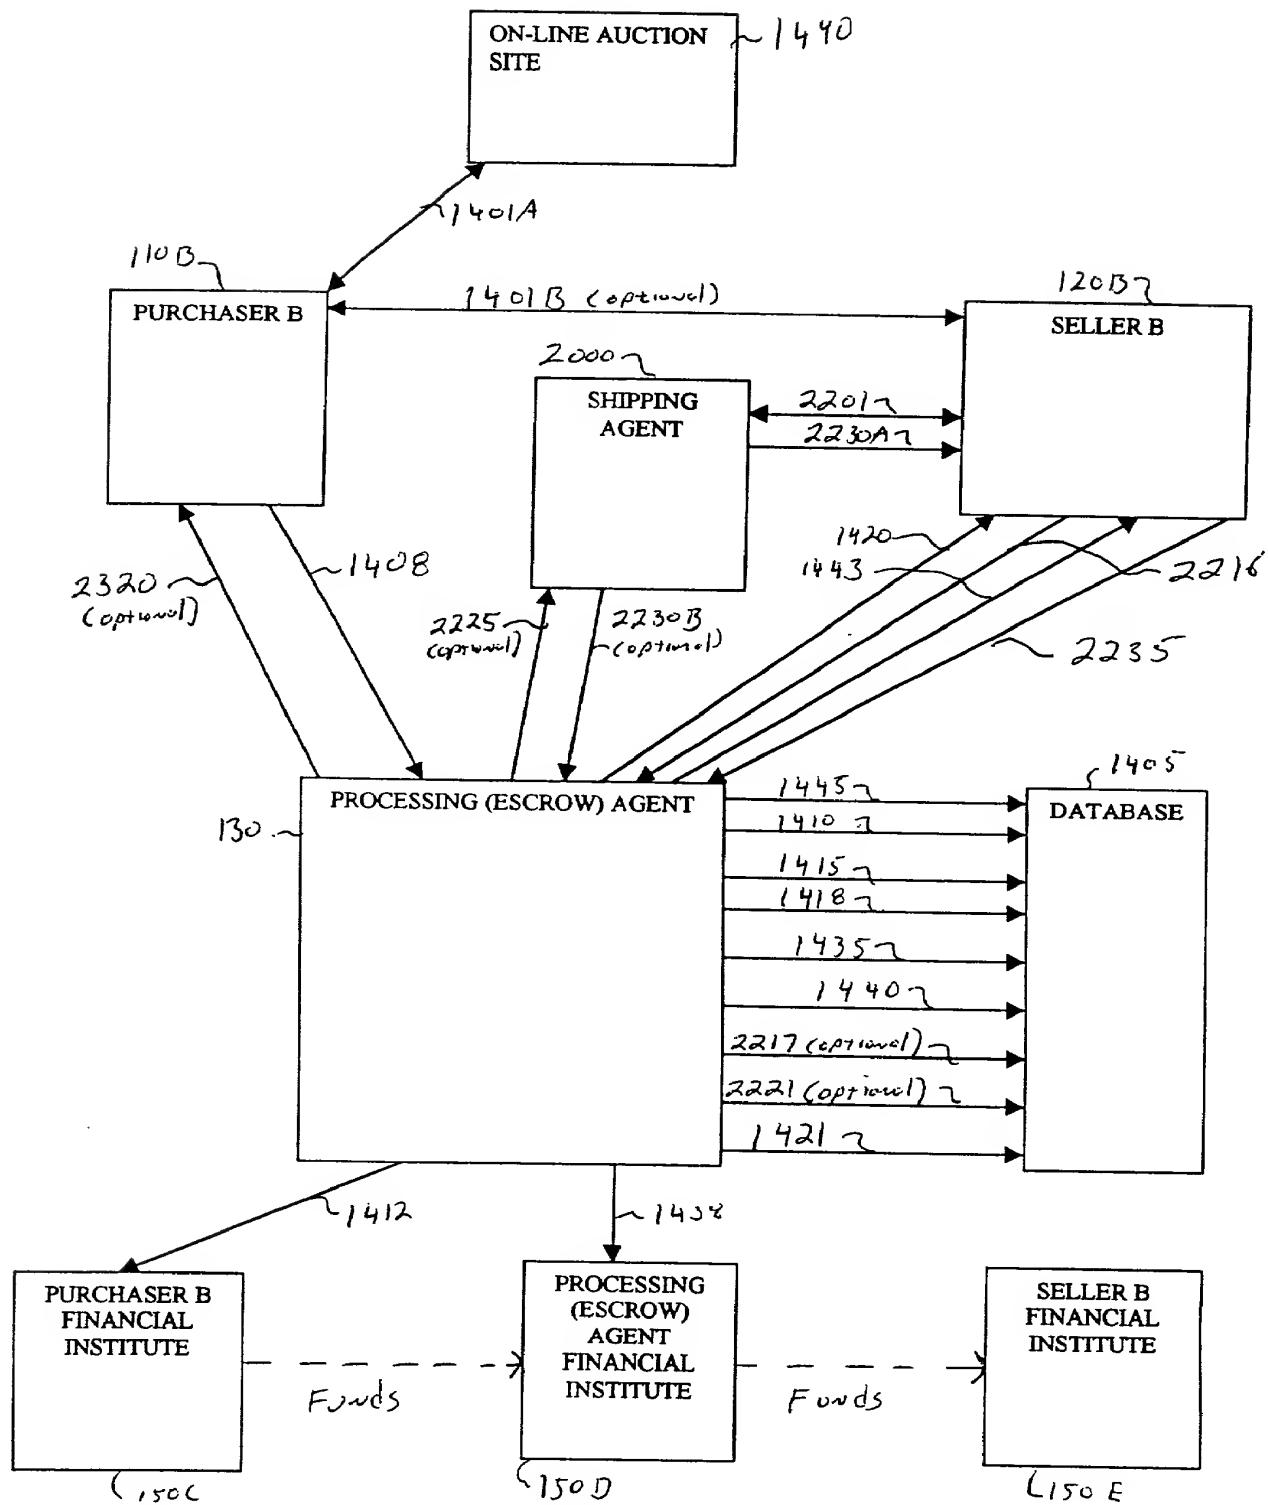 ON-LINE AUCTION
SITE
1440
1401A
110B
PURCHASER B
1401B (optional)
120B
SELLER B
2000
SHIPPING
AGENT
2201
2230A
2320
(optional)
1408
2225
(optional)
2230B
(optional)
1420
1443
2216
2235
130
PROCESSING (ESCROW) AGENT
1405
DATABASE
1445
1410
1415
1418
1435
1440
2217 (optional)
2221 (optional)
1421
1412
1438
PURCHASER B
FINANCIAL
INSTITUTE
Funds
PROCESSING
(ESCROW)
AGENT
FINANCIAL
INSTITUTE
Funds
SELLER B
FINANCIAL
INSTITUTE
150C
150D
150E